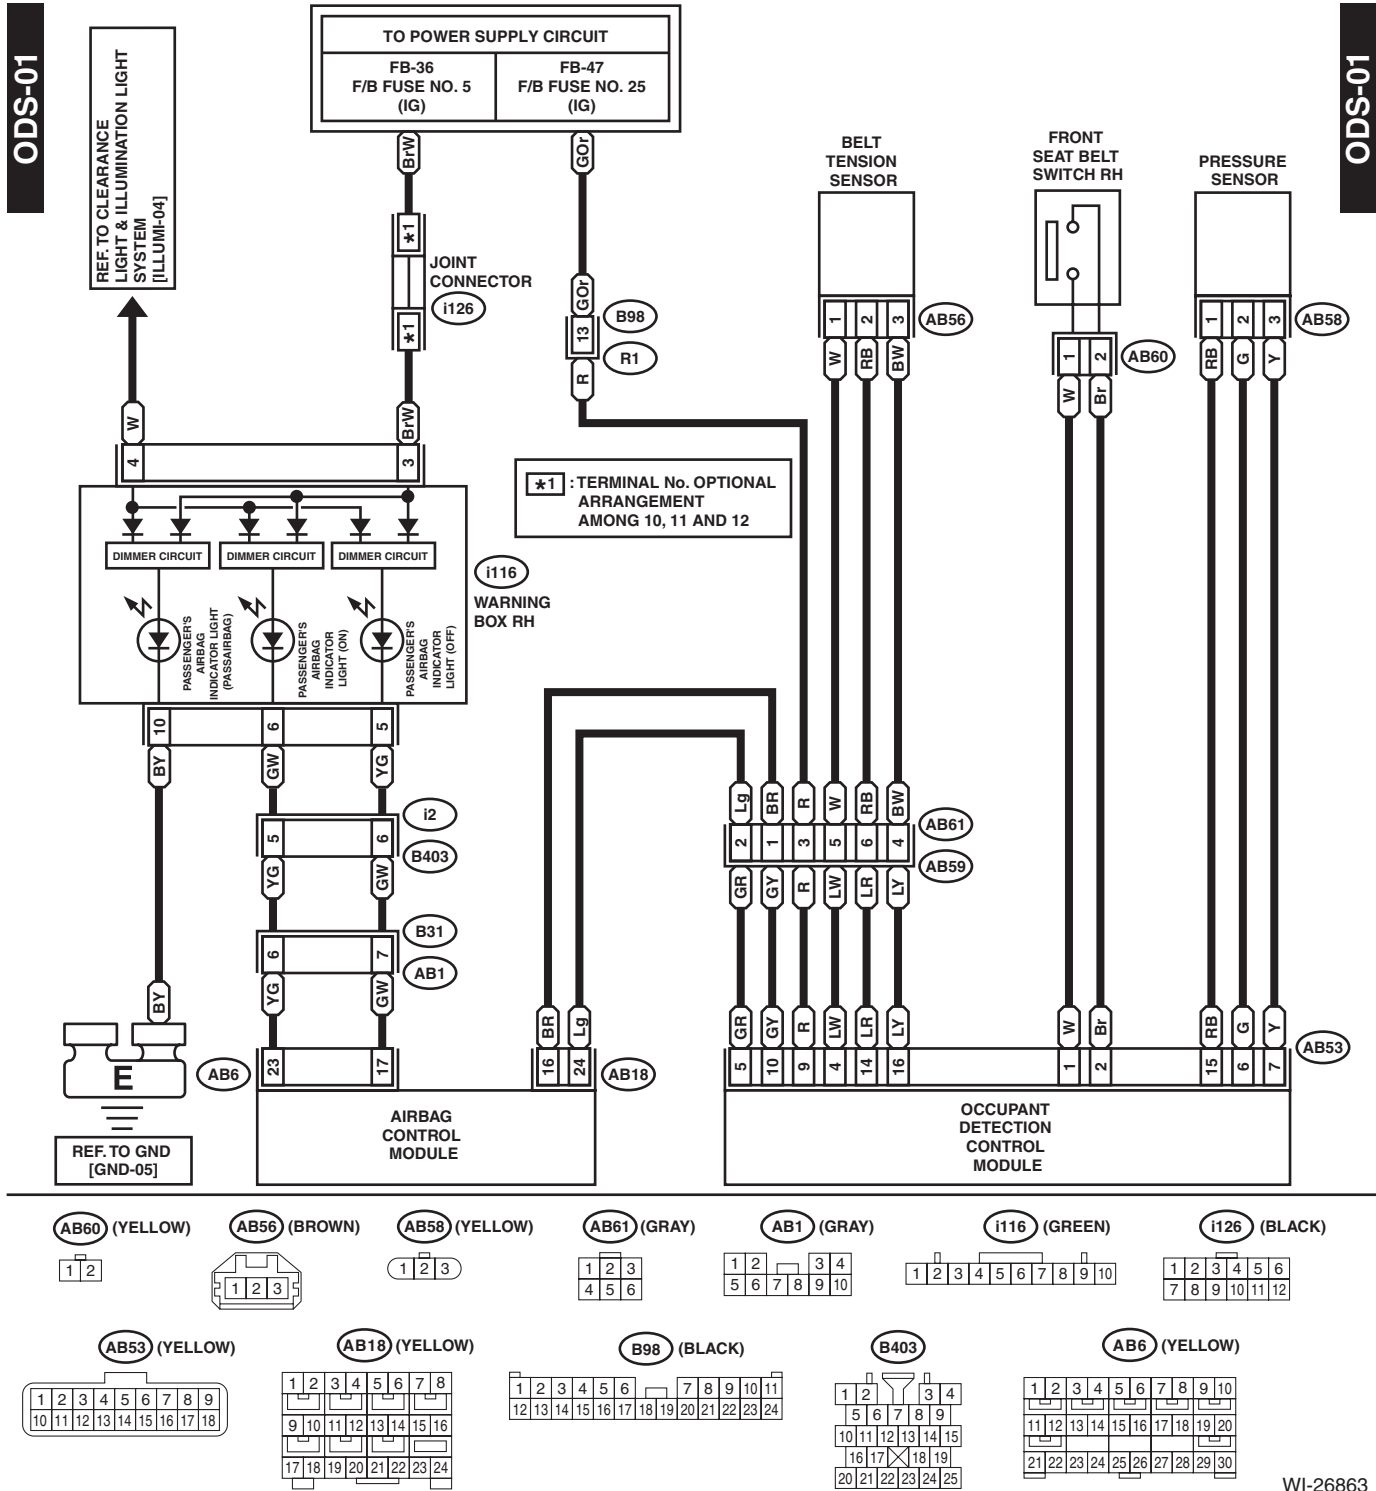 ODS-01
ODS-01
REF. TO CLEARANCE
LIGHT & ILLUMINATION LIGHT
SYSTEM
[ILLUMI-04]
TO POWER SUPPLY CIRCUIT
FB-36
F/B FUSE NO. 5
(IG)
FB-47
F/B FUSE NO. 25
(IG)
BrW
GOr
*1
JOINT
CONNECTOR
i126
*1
GOr
13
B98
R1
R
BELT
TENSION
SENSOR
1 2 3
AB56
W RB BW
FRONT
SEAT BELT
SWITCH RH
1 2
AB60
W Br
PRESSURE
SENSOR
1 2 3
AB58
RB G Y
W
BrW
4
3
*1 : TERMINAL No. OPTIONAL
ARRANGEMENT
AMONG 10, 11 AND 12
DIMMER CIRCUIT
DIMMER CIRCUIT
DIMMER CIRCUIT
i116
WARNING
BOX RH
PASSENGER'S
AIRBAG
INDICATOR LIGHT
(PASSAIRBAG)
PASSENGER'S
AIRBAG
INDICATOR
LIGHT (ON)
PASSENGER'S
AIRBAG
INDICATOR
LIGHT (OFF)
10 6 5
BY GW YG
i2
5 6
B403
YG GW
B31
6 7
AB1
YG GW
BY
E
REF. TO GND
[GND-05]
AB6
23 17
BR Lg
16 24
AB18
AIRBAG
CONTROL
MODULE
Lg BR R W RB BW
AB61
2 1 3 5 6 4
AB59
GR GY R LW LR LY
GR GY R LW LR LY W Br RB G Y
AB53
5 10 9 4 14 16 1 2 15 6 7
OCCUPANT
DETECTION
CONTROL
MODULE
AB60 (YELLOW)
1 2
AB56 (BROWN)
1 2 3
AB58 (YELLOW)
1 2 3
AB61 (GRAY)
1 2 3
4 5 6
AB1 (GRAY)
1 2 3 4
5 6 7 8 9 10
i116 (GREEN)
1 2 3 4 5 6 7 8 9 10
i126 (BLACK)
1 2 3 4 5 6
7 8 9 10 11 12
AB53 (YELLOW)
1 2 3 4 5 6 7 8 9
10 11 12 13 14 15 16 17 18
AB18 (YELLOW)
1 2 3 4 5 6 7 8
9 10 11 12 13 14 15 16
17 18 19 20 21 22 23 24
B98 (BLACK)
1 2 3 4 5 6 7 8 9 10 11
12 13 14 15 16 17 18 19 20 21 22 23 24
B403
1 2 3 4
5 6 7 8 9
10 11 12 13 14 15
16 17 18 19
20 21 22 23 24 25
AB6 (YELLOW)
1 2 3 4 5 6 7 8 9 10
11 12 13 14 15 16 17 18 19 20
21 22 23 24 25 26 27 28 29 30
WI-26863